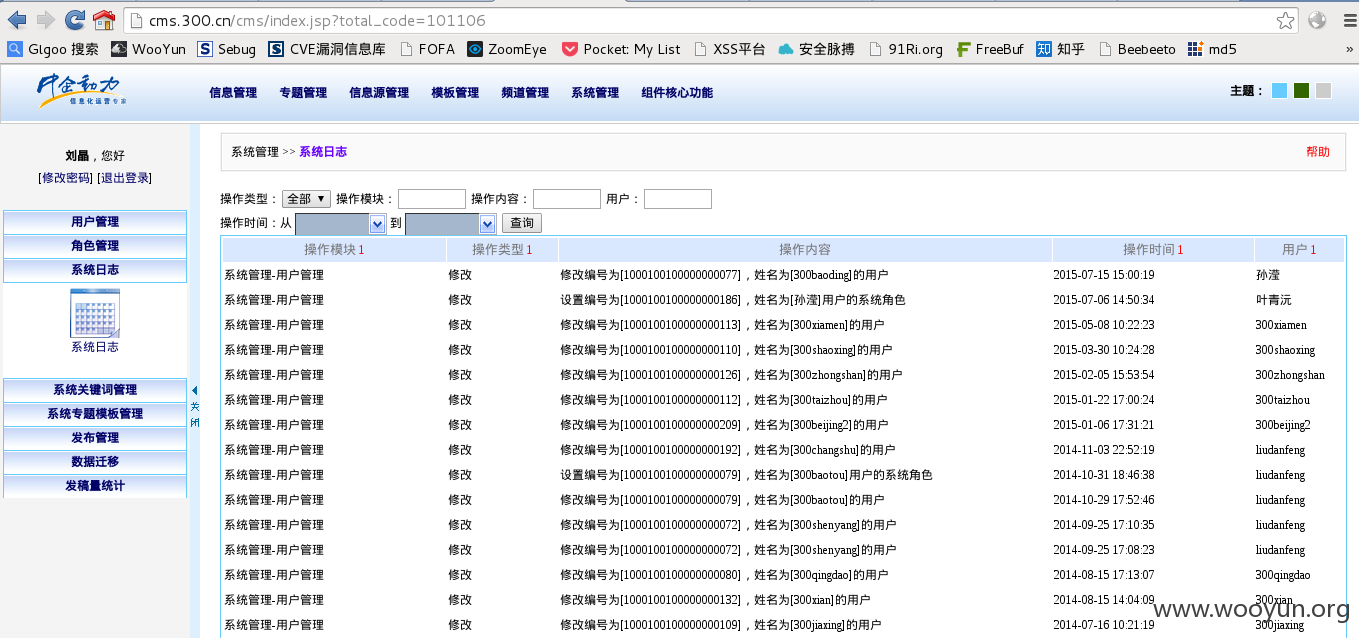 cms.300.cn/cms/index.jsp?total_code=101106
Glgoo 搜索 WooYun Sebug CVE漏洞信息库 FOFA ZoomEye Pocket: My List XSS平台 安全脉搏 91Ri.org FreeBuf 知乎 Beebeeto md5 »
中企动力
信息化运营专家
信息管理 专题管理 信息源管理 模板管理 频道管理 系统管理 组件核心功能
主题：
刘晶，您好
[修改密码] [退出登录]
用户管理
角色管理
系统日志
系统日志
系统关键词管理
系统专题模板管理
发布管理
数据迁移
发稿量统计
关闭
系统管理 >> 系统日志 帮助
操作类型： 全部 ▼ 操作模块： 操作内容： 用户：
操作时间：从 到 查询
操作模块1 操作类型1 操作内容 操作时间1 用户1
系统管理-用户管理 修改 修改编号为[1000100100000000077]，姓名为[300baoding]的用户 2015-07-15 15:00:19 孙滢
系统管理-用户管理 修改 设置编号为[1000100100000000186]，姓名为[孙滢]用户的系统角色 2015-07-06 14:50:34 叶青沅
系统管理-用户管理 修改 修改编号为[1000100100000000113]，姓名为[300xiamen]的用户 2015-05-08 10:22:23 300xiamen
系统管理-用户管理 修改 修改编号为[1000100100000000110]，姓名为[300shaoxing]的用户 2015-03-30 10:24:28 300shaoxing
系统管理-用户管理 修改 修改编号为[1000100100000000126]，姓名为[300zhongshan]的用户 2015-02-05 15:53:54 300zhongshan
系统管理-用户管理 修改 修改编号为[1000100100000000112]，姓名为[300taizhou]的用户 2015-01-22 17:00:24 300taizhou
系统管理-用户管理 修改 修改编号为[1000100100000000209]，姓名为[300beijing2]的用户 2015-01-06 17:31:21 300beijing2
系统管理-用户管理 修改 修改编号为[1000100100000000192]，姓名为[300changshu]的用户 2014-11-03 22:52:19 liudanfeng
系统管理-用户管理 修改 设置编号为[1000100100000000079]，姓名为[300baotou]用户的系统角色 2014-10-31 18:46:38 liudanfeng
系统管理-用户管理 修改 修改编号为[1000100100000000079]，姓名为[300baotou]的用户 2014-10-29 17:52:46 liudanfeng
系统管理-用户管理 修改 修改编号为[1000100100000000072]，姓名为[300shenyang]的用户 2014-09-25 17:10:35 liudanfeng
系统管理-用户管理 修改 修改编号为[1000100100000000072]，姓名为[300shenyang]的用户 2014-09-25 17:08:23 liudanfeng
系统管理-用户管理 修改 修改编号为[1000100100000000080]，姓名为[300qingdao]的用户 2014-08-15 17:13:07 300qingdao
系统管理-用户管理 修改 修改编号为[1000100100000000132]，姓名为[300xian]的用户 2014-08-15 14:04:09 300xian
系统管理-用户管理 修改 修改编号为[1000100100000000109]，姓名为[300jiaxing]的用户 2014-07-16 10:21:19 300jiaxing
www.wooyun.org